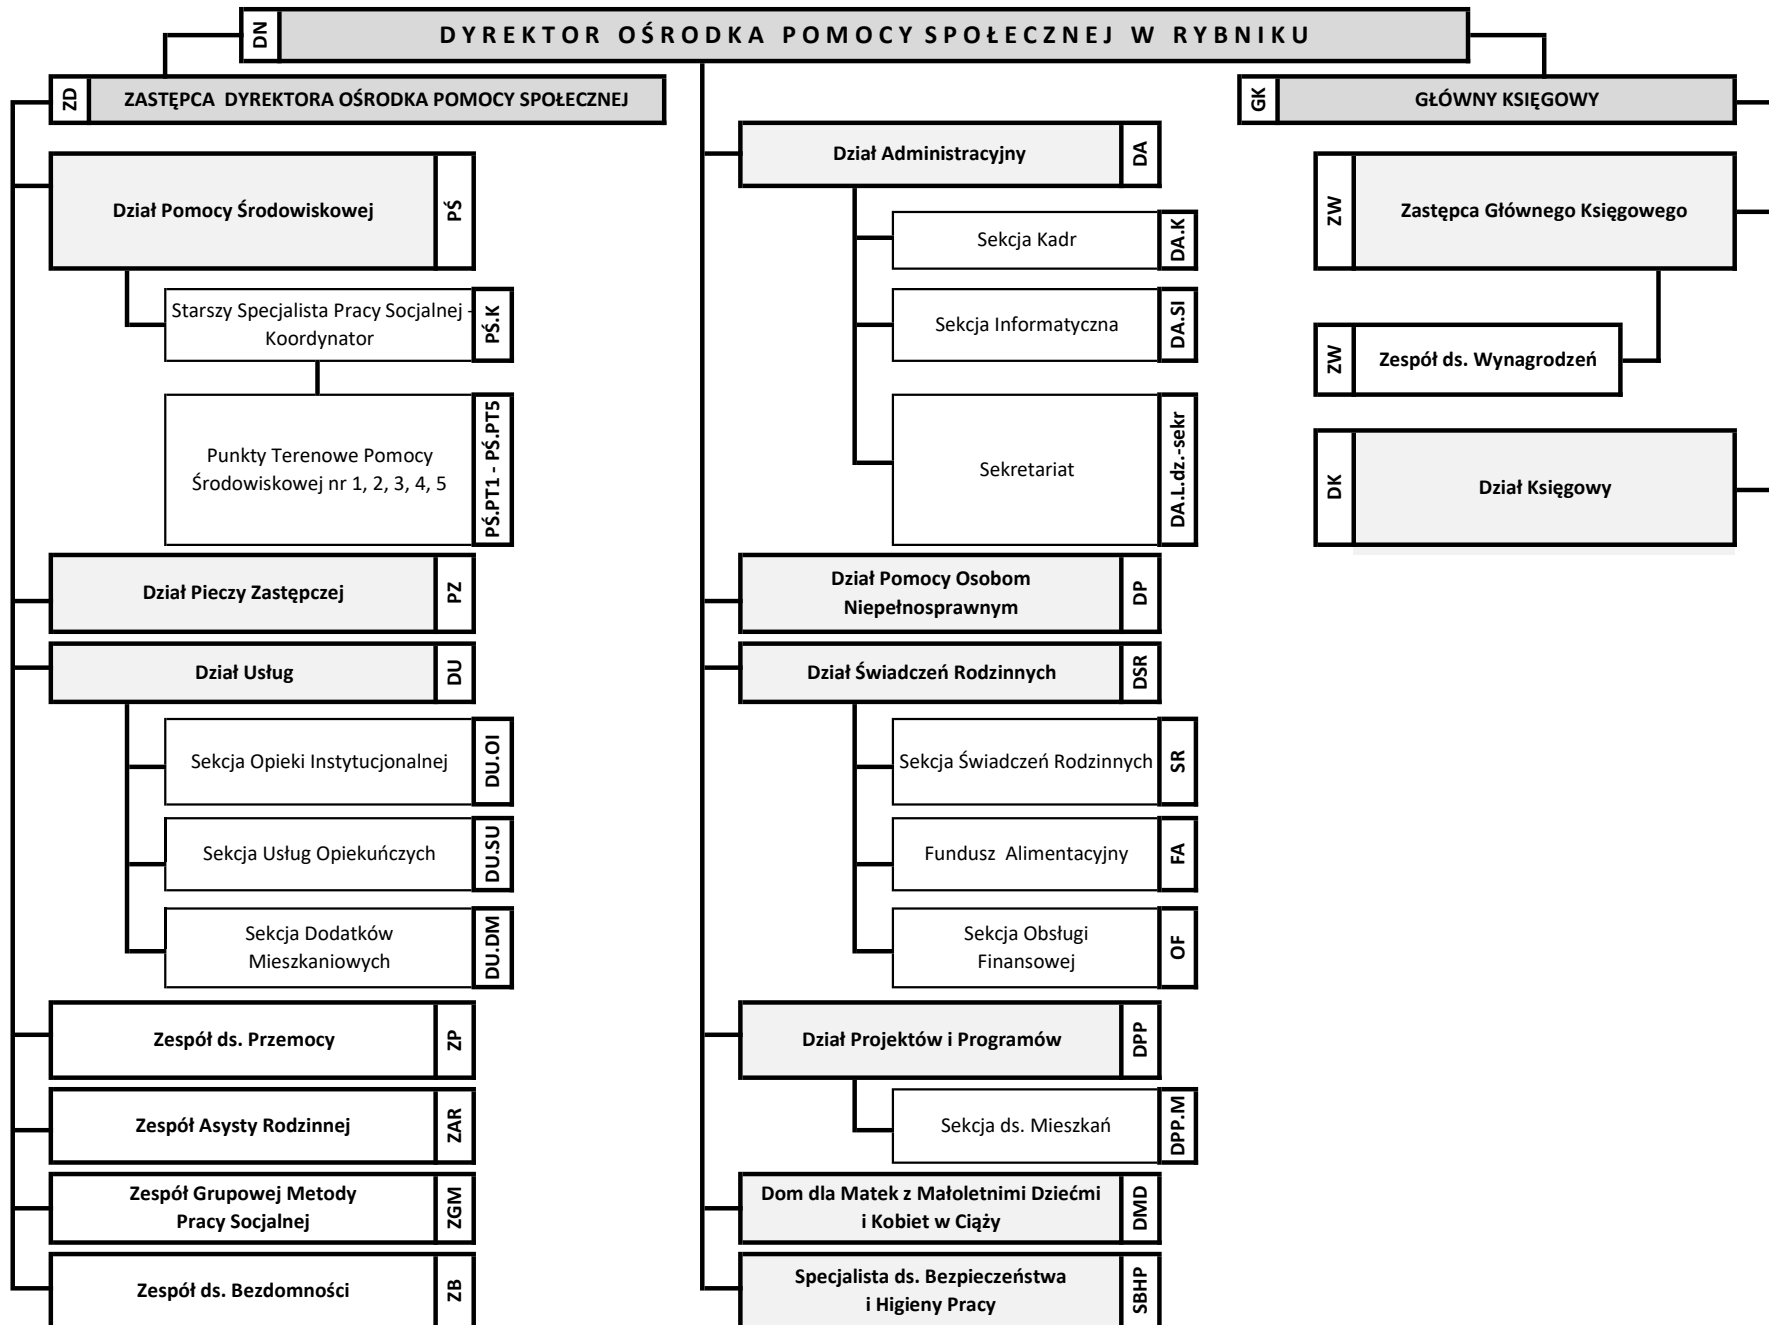 DN
DYREKTOR OŚRODKA POMOCY SPOŁECZNEJ W RYBNIKU
ZD
ZASTĘPCA DYREKTORA OŚRODKA POMOCY SPOŁECZNEJ
GK
GŁÓWNY KSIĘGOWY
Dział Pomocy Środowiskowej
PŚ
Starszy Specjalista Pracy Socjalnej -
Koordynator
PŚ.K
Punkty Terenowe Pomocy
Środowiskowej nr 1, 2, 3, 4, 5
PŚ.PT1 - PŚ.PT5
Dział Pieczy Zastępczej
PZ
Dział Usług
DU
Sekcja Opieki Instytucjonalnej
DU.OI
Sekcja Usług Opiekuńczych
DU.SU
Sekcja Dodatków
Mieszkaniowych
DU.DM
Zespół ds. Przemocy
ZP
Zespół Asysty Rodzinnej
ZAR
Zespół Grupowej Metody
Pracy Socjalnej
ZGM
Zespół ds. Bezdomności
ZB
Dział Administracyjny
DA
Sekcja Kadr
DA.K
Sekcja Informatyczna
DA.SI
Sekretariat
DA.L.dz.-sekr
Dział Pomocy Osobom
Niepełnosprawnym
DP
Dział Świadczeń Rodzinnych
DSR
Sekcja Świadczeń Rodzinnych
SR
Fundusz Alimentacyjny
FA
Sekcja Obsługi
Finansowej
OF
Dział Projektów i Programów
DPP
Sekcja ds. Mieszkań
DPP.M
Dom dla Matek z Małoletnimi Dziećmi
i Kobiet w Ciąży
DMD
Specjalista ds. Bezpieczeństwa
i Higieny Pracy
SBHP
ZW
Zastępca Głównego Księgowego
ZW
Zespół ds. Wynagrodzeń
DK
Dział Księgowy